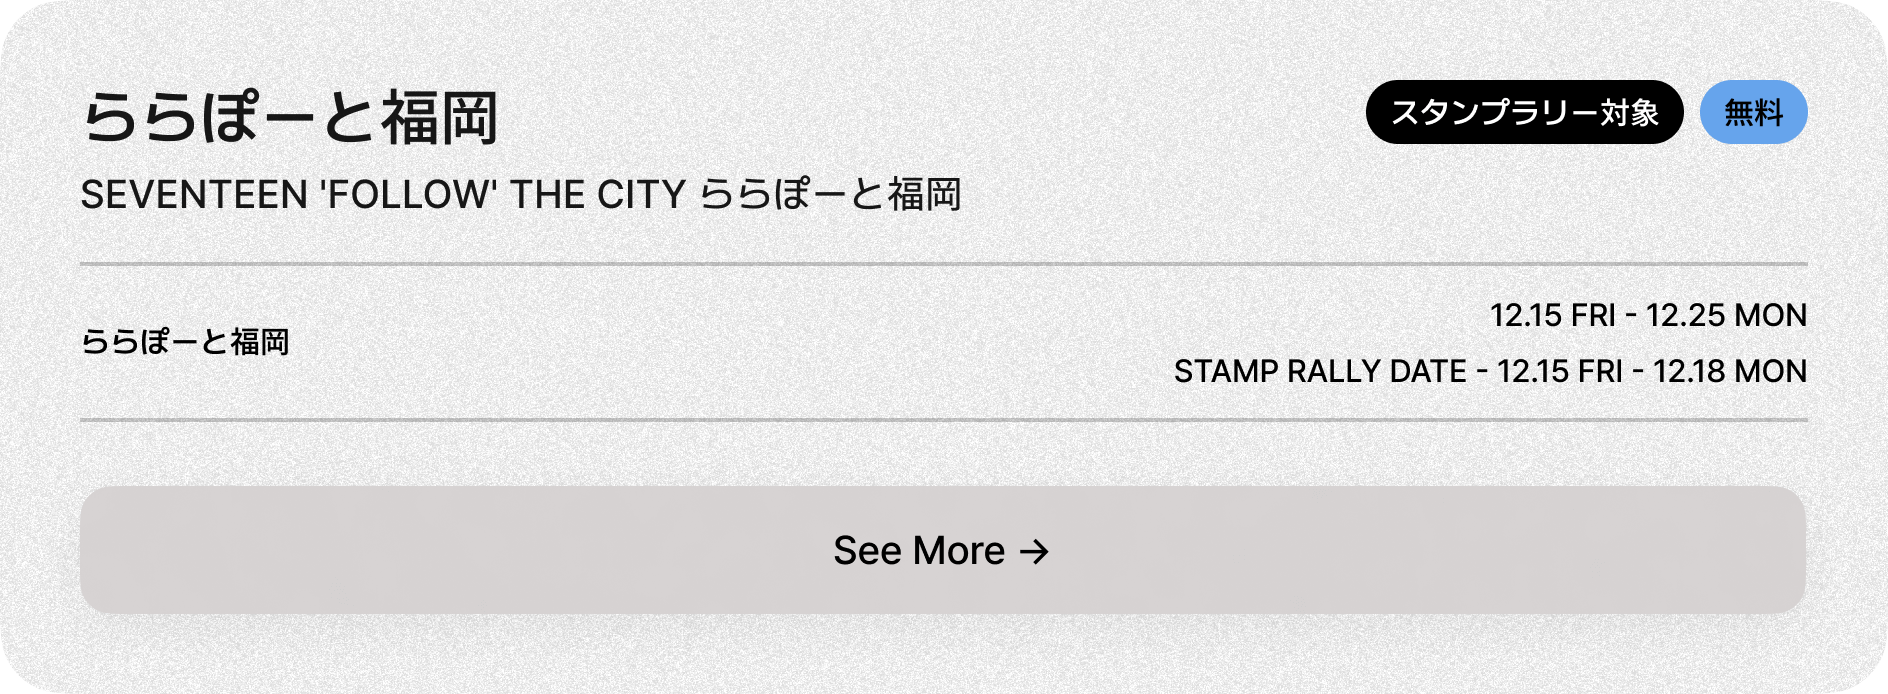 ららぽーと福岡
スタンプラリー対象
無料
SEVENTEEN 'FOLLOW' THE CITY ららぽーと福岡
ららぽーと福岡
12.15 FRI - 12.25 MON
STAMP RALLY DATE - 12.15 FRI - 12.18 MON
See More →